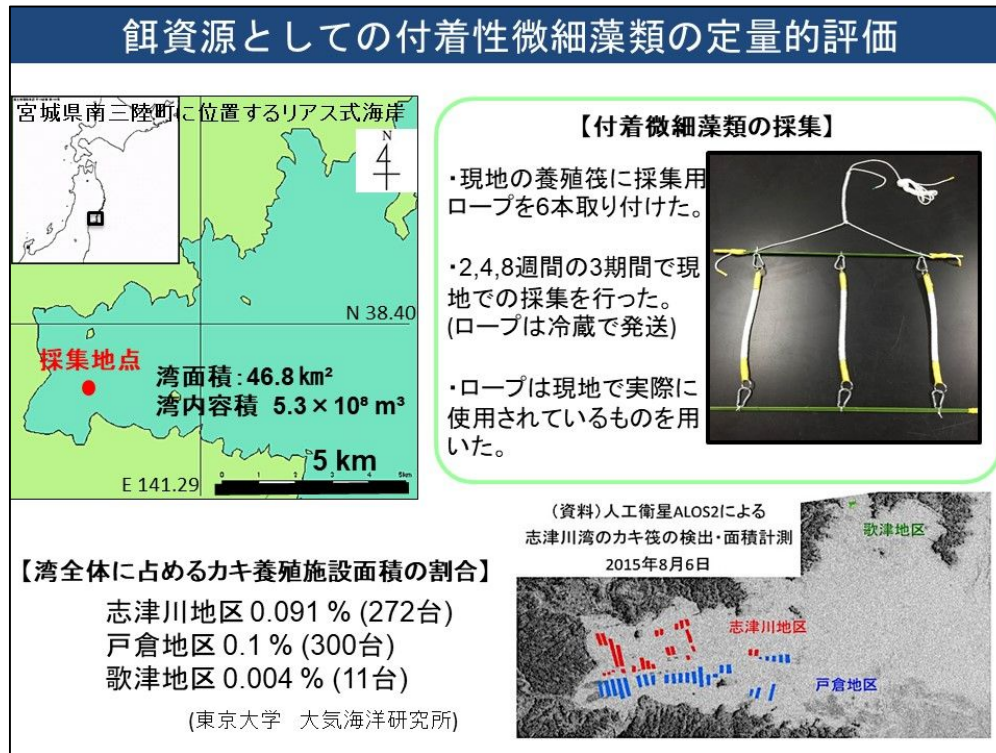 餌資源としての付着性微細藻類の定量的評価
宮城県南三陸町に位置するリアス式海岸
N
N 38.40
採集地点
湾面積：46.8 km²
湾内容積 5.3×10⁸ m³
5 km
E 141.29
【付着微細藻類の採集】
・現地の養殖筏に採集用
ロープを6本取り付けた。
・2,4,8週間の3期間で現
地での採集を行った。
(ロープは冷蔵で発送)
・ロープは現地で実際に
使用されているものを用
いた。
【湾全体に占めるカキ養殖施設面積の割合】
志津川地区 0.091 % (272台)
戸倉地区 0.1 % (300台)
歌津地区 0.004 % (11台)
(東京大学 大気海洋研究所)
（資料）人工衛星ALOS2による
志津川湾のカキ筏の検出・面積計測
2015年8月6日
歌津地区
志津川地区
戸倉地区